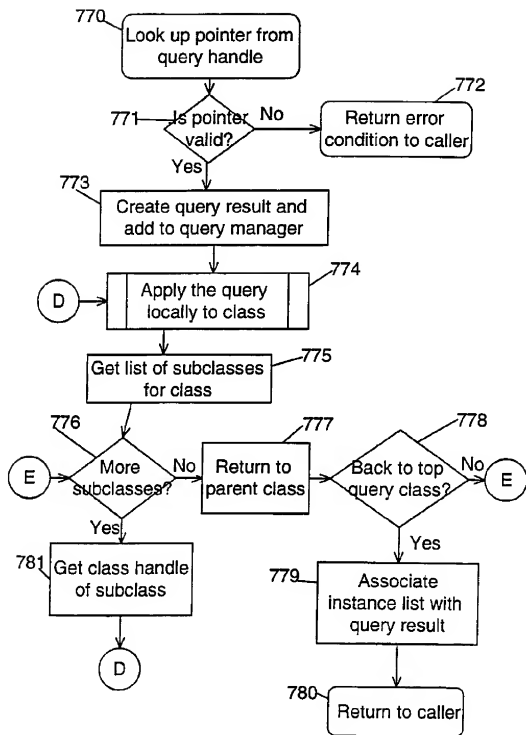 770
Look up pointer from
query handle
772
771
Is pointer
valid?
No
Return error
condition to caller
Yes
773
Create query result and
add to query manager
774
D
Apply the query
locally to class
775
Get list of subclasses
for class
776
777
778
E
More
subclasses?
No
Return to
parent class
Back to top
query class?
No
E
Yes
Yes
781
Get class handle
of subclass
779
Associate
instance list with
query result
D
780
Return to caller